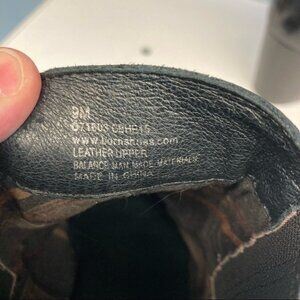 9M
www.bornshoes.com
LEATHER UPPER
BALANCE MAN MADE MATERIALS
MADE IN CHINA